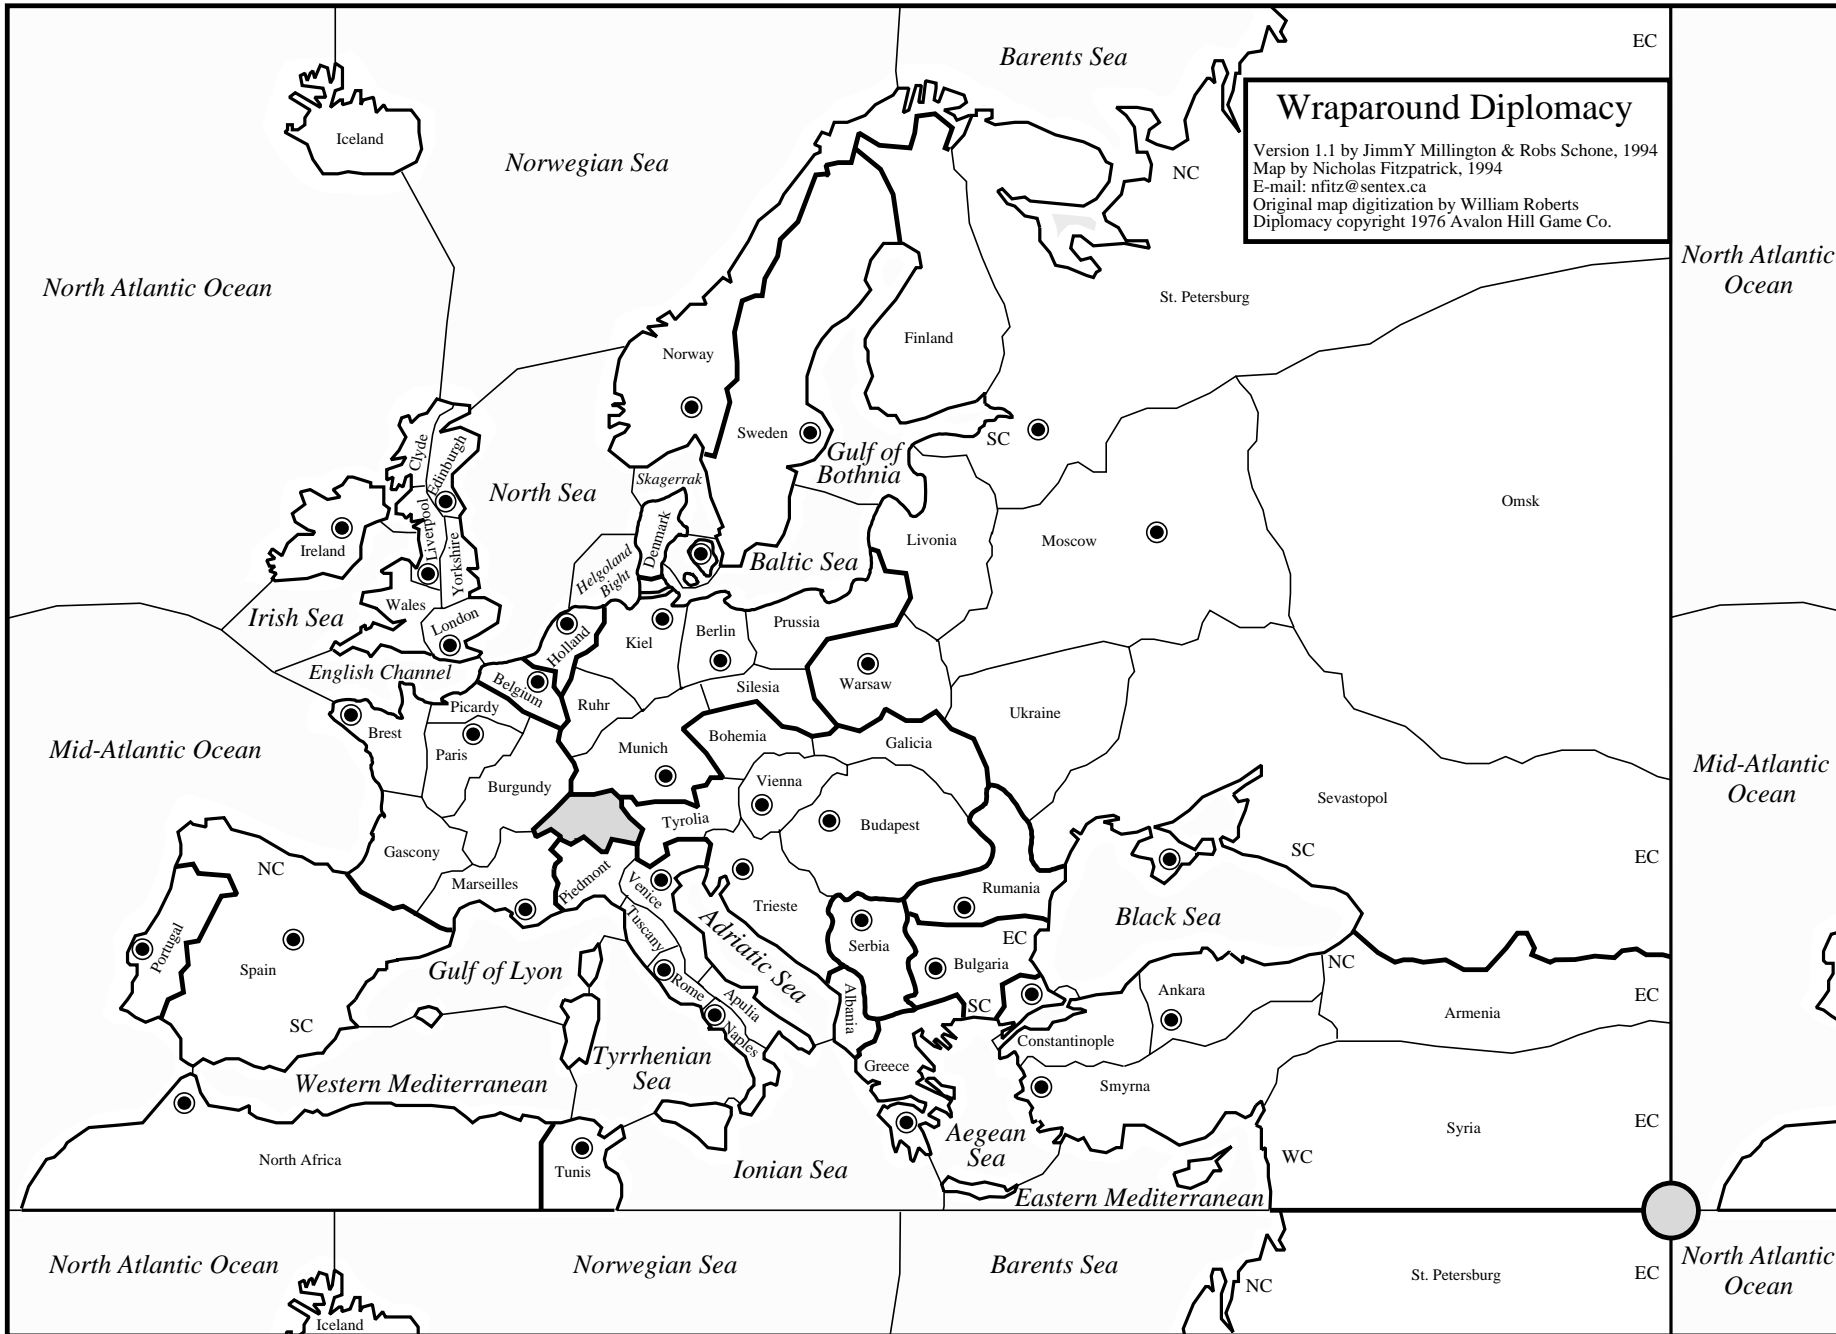 EC
Barents Sea
Wraparound Diplomacy
Version 1.1 by JimmY Millington & Robs Schone, 1994
Map by Nicholas Fitzpatrick, 1994
E-mail: nfitz@sentex.ca
Original map digitization by William Roberts
Diplomacy copyright 1976 Avalon Hill Game Co.
Iceland
Norwegian Sea
NC
North Atlantic Ocean
North Atlantic
Ocean
St. Petersburg
Finland
Norway
Sweden
SC
Gulf of
Bothnia
Clyde
Edinburgh
North Sea
Skagerrak
Omsk
Ireland
Liverpool
Yorkshire
Denmark
Helgoland
Bight
Baltic Sea
Livonia
Moscow
Irish Sea
Wales
London
Holland
Kiel
Berlin
Prussia
English Channel
Belgium
Ruhr
Silesia
Warsaw
Picardy
Ukraine
Brest
Paris
Munich
Bohemia
Galicia
Mid-Atlantic Ocean
Mid-Atlantic
Ocean
Burgundy
Vienna
Sevastopol
Tyrolia
Budapest
Gascony
SC
EC
NC
Marseilles
Piedmont
Venice
Trieste
Rumania
Black Sea
Portugal
Spain
Gulf of Lyon
Tuscany
Adriatic Sea
Serbia
EC
Bulgaria
SC
NC
Rome
Apulia
Naples
Albania
Ankara
EC
Armenia
SC
Constantinople
Tyrrhenian
Sea
Greece
Western Mediterranean
Smyrna
Aegean
Sea
EC
Syria
WC
North Africa
Tunis
Ionian Sea
Eastern Mediterranean
North Atlantic Ocean
Norwegian Sea
Barents Sea
NC
St. Petersburg
EC
North Atlantic
Ocean
Iceland